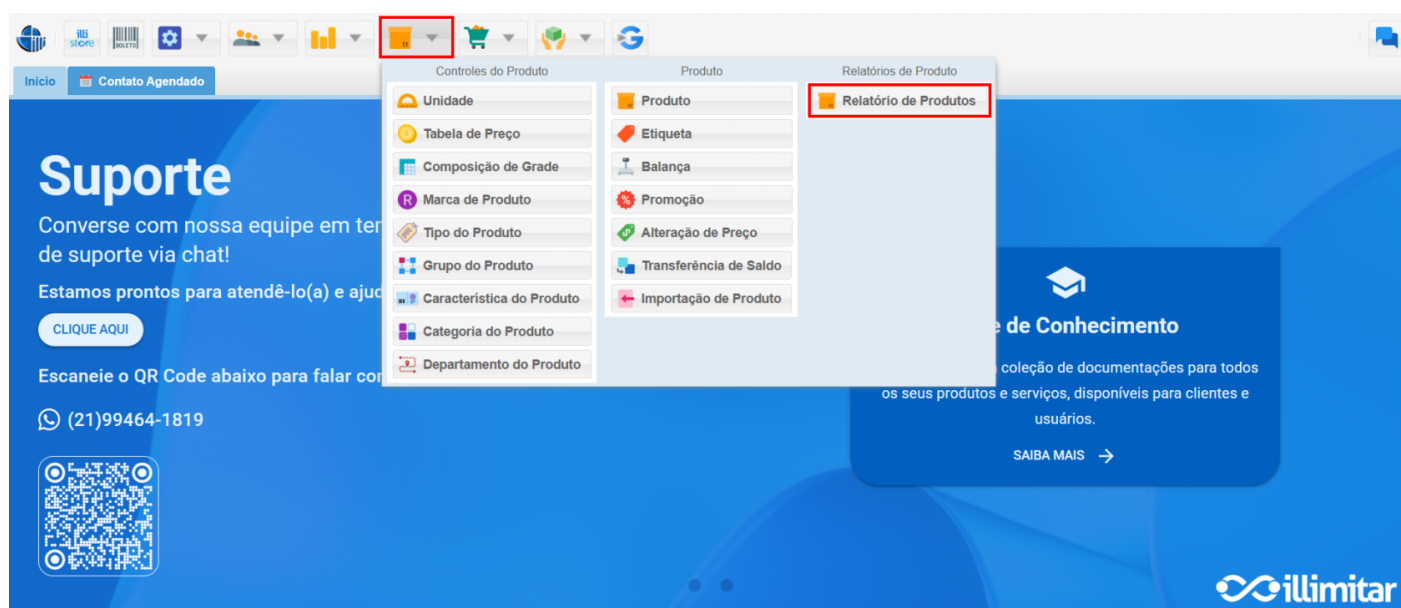 illi
illi
store
BOLETO
Inicio
Contato Agendado
Controles do Produto
Unidade
Tabela de Preço
Composição de Grade
Marca de Produto
Tipo do Produto
Grupo do Produto
Característica do Produto
Categoria do Produto
Departamento do Produto
Produto
Produto
Etiqueta
Balança
Promoção
Alteração de Preço
Transferência de Saldo
Importação de Produto
Relatórios de Produto
Relatório de Produtos
Suporte
Converse com nossa equipe em
de suporte via chat!
Estamos prontos para atendê-lo(a) e
CLIQUE AQUI
Escaneie o QR Code abaixo para falar
(21)99464-1819
de Conhecimento
coleção de documentações para todos
os seus produtos e serviços, disponíveis para clientes e
usuários.
SAIBA MAIS →
illimitar